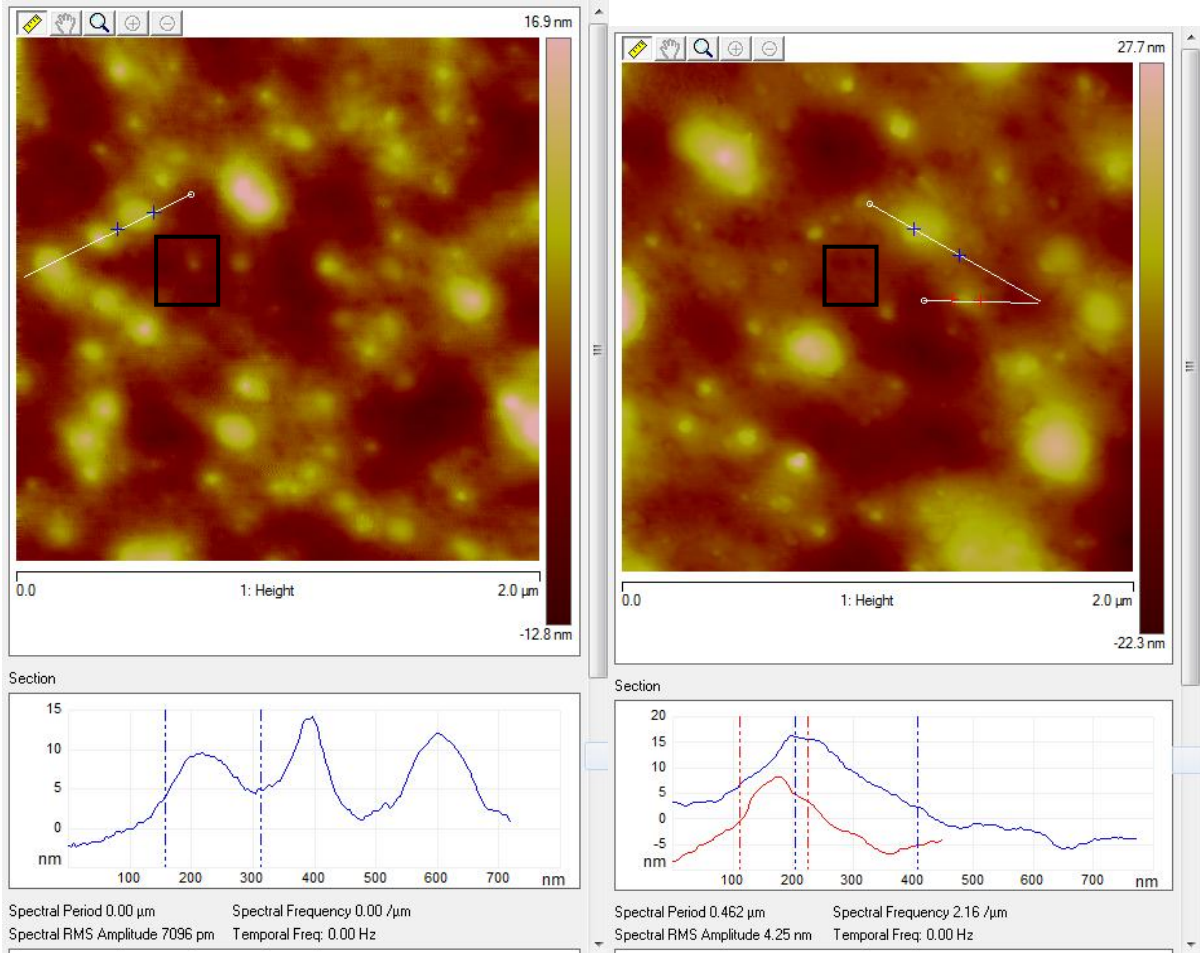 16.9 nm
-12.8 nm
0.0
1: Height
2.0 µm
Section
15
10
5
0
nm
100
200
300
400
500
600
700
nm
Spectral Period 0.00 µm
Spectral Frequency 0.00 /µm
Spectral RMS Amplitude 7096 pm
Temporal Freq: 0.00 Hz
27.7 nm
-22.3 nm
0.0
1: Height
2.0 µm
Section
20
15
10
5
0
-5
nm
100
200
300
400
500
600
700
nm
Spectral Period 0.462 µm
Spectral Frequency 2.16 /µm
Spectral RMS Amplitude 4.25 nm
Temporal Freq: 0.00 Hz